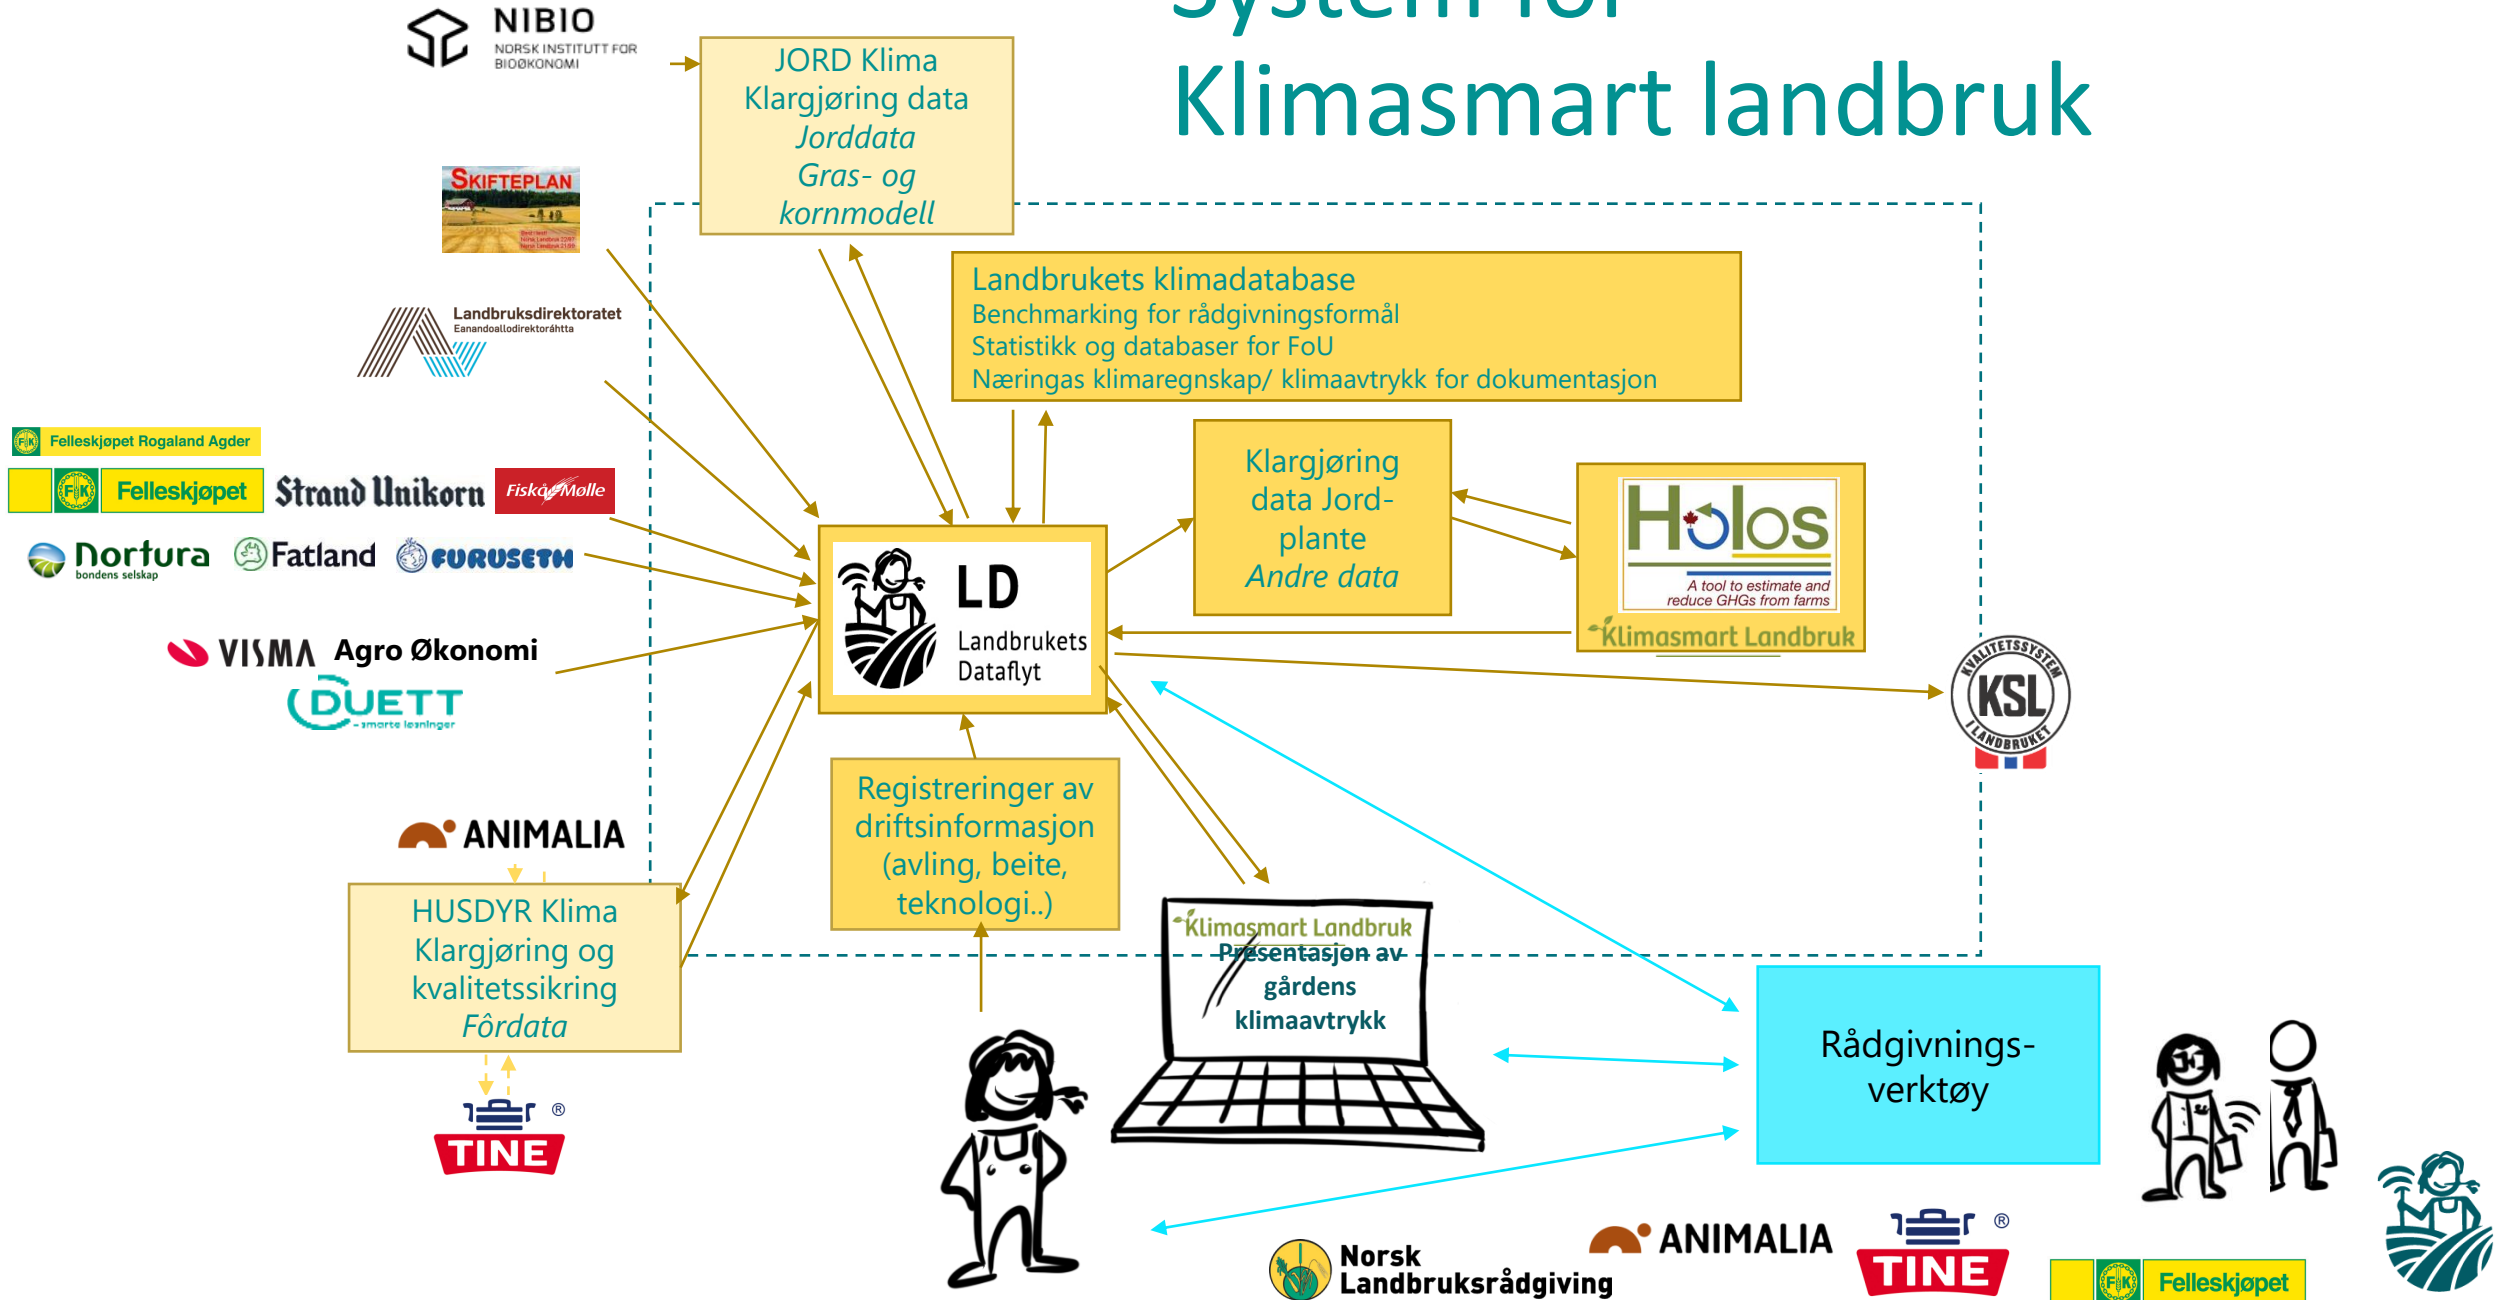 System for
Klimasmart landbruk
NIBIO
NORSK INSTITUTT FOR
BIOØKONOMI
JORD Klima
Klargjøring data
Jorddata
Gras- og
kornmodell
SKIFTEPLAN
Landbruksdirektoratet
Eanandoallodirektoráhtta
Landbrukets klimadatabase
Benchmarking for rådgivningsformål
Statistikk og databaser for FoU
Næringas klimaregnskap/ klimaavtrykk for dokumentasjon
FK Felleskjøpet Rogaland Agder
FK Felleskjøpet
Strand Unikorn
Fiskå Mølle
Nortura
bondens selskap
Fatland
FURUSETH
Klargjøring
data Jord-
plante
Andre data
Holos
A tool to estimate and
reduce GHGs from farms
Klimasmart Landbruk
LD
Landbrukets
Dataflyt
VISMA Agro Økonomi
DUETT
- smarte løsninger
KVALITETSSYSTEM
KSL
I LANDBRUKET
Registreringer av
driftsinformasjon
(avling, beite,
teknologi..)
ANIMALIA
HUSDYR Klima
Klargjøring og
kvalitetssikring
Fôrdata
TINE ®
Klimasmart Landbruk
Presentasjon av
gårdens
klimaavtrykk
Rådgivnings-
verktøy
Norsk
Landbruksrådgiving
ANIMALIA
TINE ®
FK Felleskjøpet